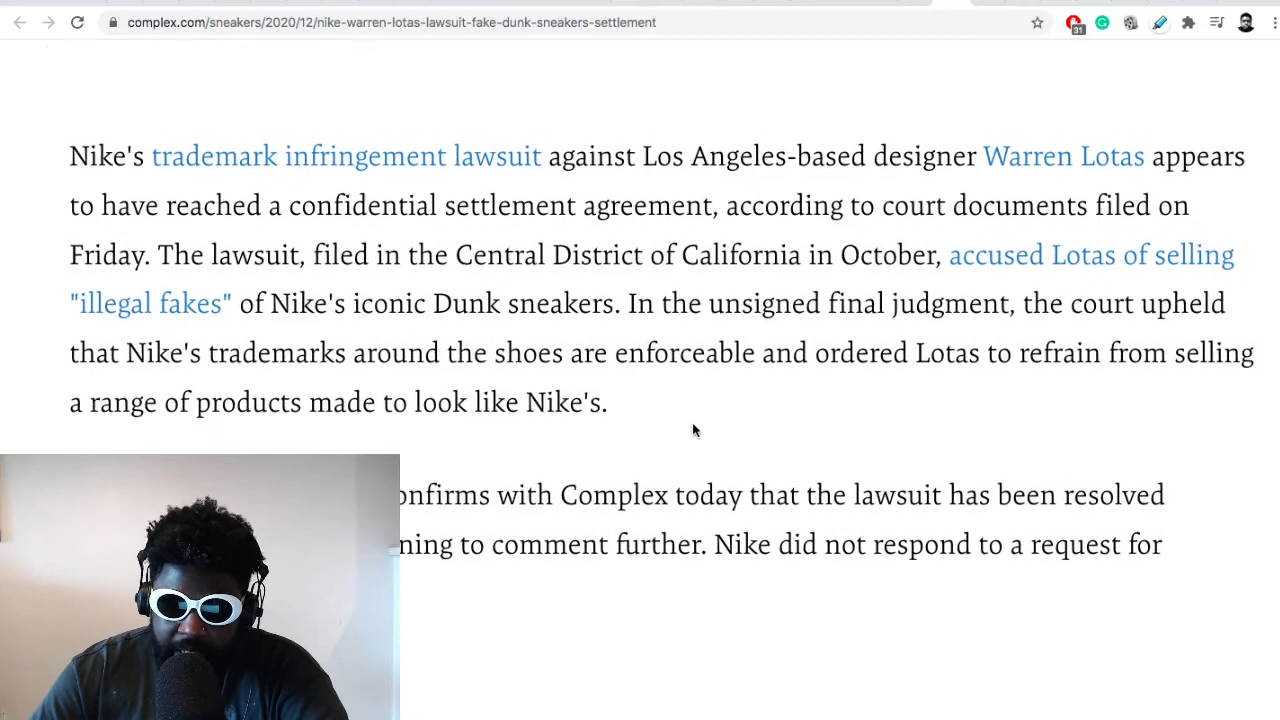 complex.com/sneakers/2020/12/nike-warren-lotas-lawsuit-fake-dunk-sneakers-settlement
31
Nike's trademark infringement lawsuit against Los Angeles-based designer Warren Lotas appears
to have reached a confidential settlement agreement, according to court documents filed on
Friday. The lawsuit, filed in the Central District of California in October, accused Lotas of selling
"illegal fakes" of Nike's iconic Dunk sneakers. In the unsigned final judgment, the court upheld
that Nike's trademarks around the shoes are enforceable and ordered Lotas to refrain from selling
a range of products made to look like Nike's.
onfirms with Complex today that the lawsuit has been resolved
ning to comment further. Nike did not respond to a request for